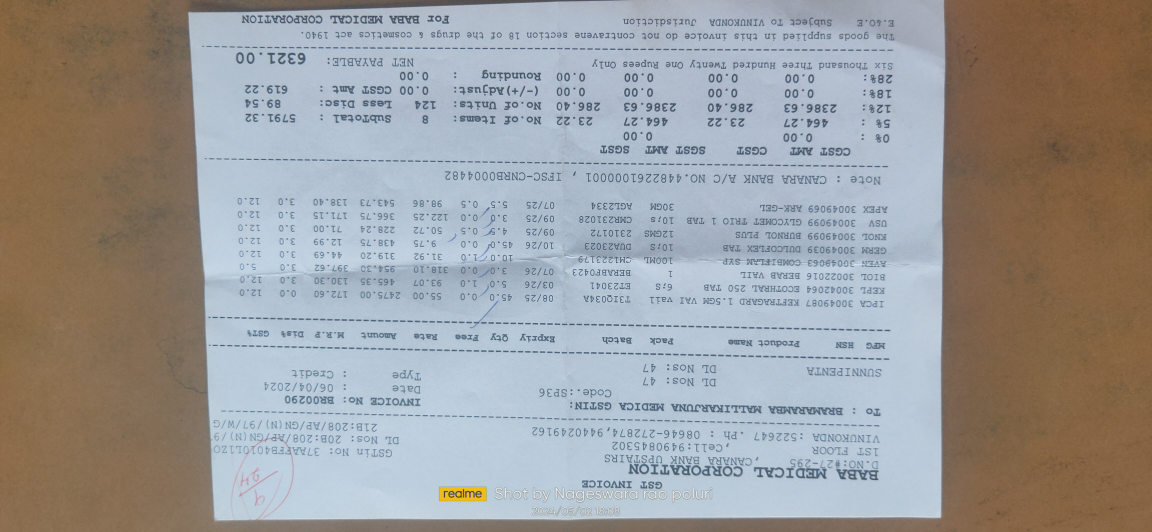 GST INVOICE
BABA MEDICAL CORPORATION
D.NO:#27-295 ,CANARA BANK UPSTAIRS
1ST FLOOR ,Cell:9490845302
VINUKONDA :522647 .Ph : 08646-272874,9440249162
GSTin No: 37AAFFB4010L1ZO
DL Nos: 20B:208/AP/GN(N)/9
21B:208/AP/GN(N)/97/W/G
9
24
To : BRAMARAMBA MALLIKARJUNA MEDICA GSTIN:
Code.:SP36
DL Nos: 47
SUNNIPENTA DL Nos: 47
INVOICE No: BR00290
Date : 06/04/2024
Type : Credit
MFG HSN Product Name Pack Batch Expriy Qty Free Rate Amount M.R.P Dis% GST%
IPCA 30049087 KEFTRAGARD 1.5GM VAI vail T31Q034A 08/25 45.0 0.0 55.00 2475.00 172.60 0.0 12.0
KEPL 30042064 ECOTHRAL 250 TAB 6;S ET23041 03/26 5.0 1.0 93.07 465.35 130.30 3.0 12.0
BIOL 30022016 BERAB VAIL 1 07/26 3.0 0.0 318.10 954.30 397.62 3.0 5.0
AVEN 30049063 COMBIFLAM SYP 100ML CM1223179 10.0 1.0 31.92 319.20 44.69 3.0 12.0
GERM 30049039 DULCOFLEX TAB 10;S DUA23023 10/26 45.0 0.0 9.75 438.75 12.99 3.0 12.0
KNOL 30049099 BURNOL PLUS 12GMS 2310172 09/25 4.5 0.5 50.72 228.24 71.00 3.0 12.0
USV 30049099 GLYCOMET TRIO 1 TAB 10;s CMR231028 09/25 3.0 0.0 122.25 366.75 171.15 3.0 12.0
APEX 30049069 ARK-GEL 30GM AGL2334 07/25 5.5 0.5 98.86 543.73 138.40 3.0 12.0
Note : CANARA BANK A/C NO.44822610000001 , IFSC-CNRB0004482
CGST AMT CGST SGST AMT SGST
0% : 0.00 0.00
5% : 464.27 23.22 464.27 23.22 No.of Items: 8 SubTotal : 5791.32
12%: 2386.63 286.40 2386.63 286.40 No.of Units: 124 Less Disc: 89.54
18%: 0.00 0.00 0.00 0.00 (-/+)Adjust: 0.00 CGST Amt : 619.22
28%: 0.00 0.00 0.00 0.00 Rounding : 0.00
Six Thousand Three Hundred Twenty One Rupees Only NET PAYABLE: 6321.00
The goods supplied in this invoice do not contravene section 18 of the drugs & cosmetics act 1940.
E.&O.E Subject To VINUKONDA Jurisdiction For BABA MEDICAL CORPORATION
realme Shot by Nageswara rao poluri